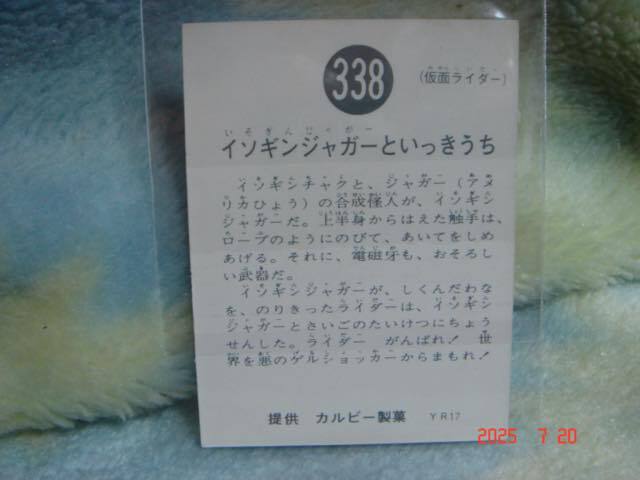 338
(仮面ライダー)
イソギンジャガーといっきうち
イソギンチャクと、ジャガー(アメ
リカひょう)の合成怪人が、イソギン
ジャガーだ。上半身からはえた触手は、
ロープのようにのびて、あいてをしめ
あげる。それに、電磁牙も、おそろし
い武器だ。
イソギンジャガーが、しくんだわな
を、のりきったライダーは、イソギン
ジャガーとさいごのたいけつにちょう
せんした。ライダー がんばれ! 世
界を悪のゲルショッカーからまもれ!
提供 カルビー製菓 YR17
2025 7 20